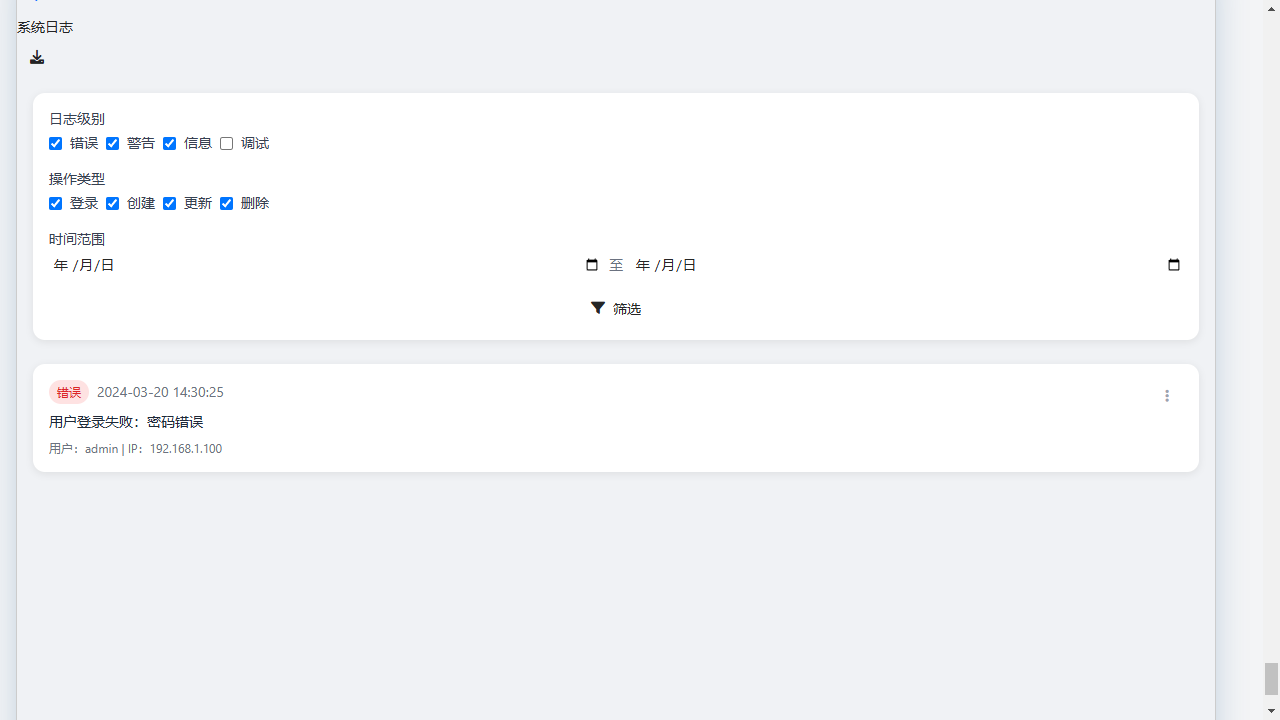 系统日志
日志级别
错误 警告 信息 调试
操作类型
登录 创建 更新 删除
时间范围
年 /月/日 至 年 /月/日
筛选
错误 2024-03-20 14:30:25
用户登录失败：密码错误
用户：admin | IP：192.168.1.100